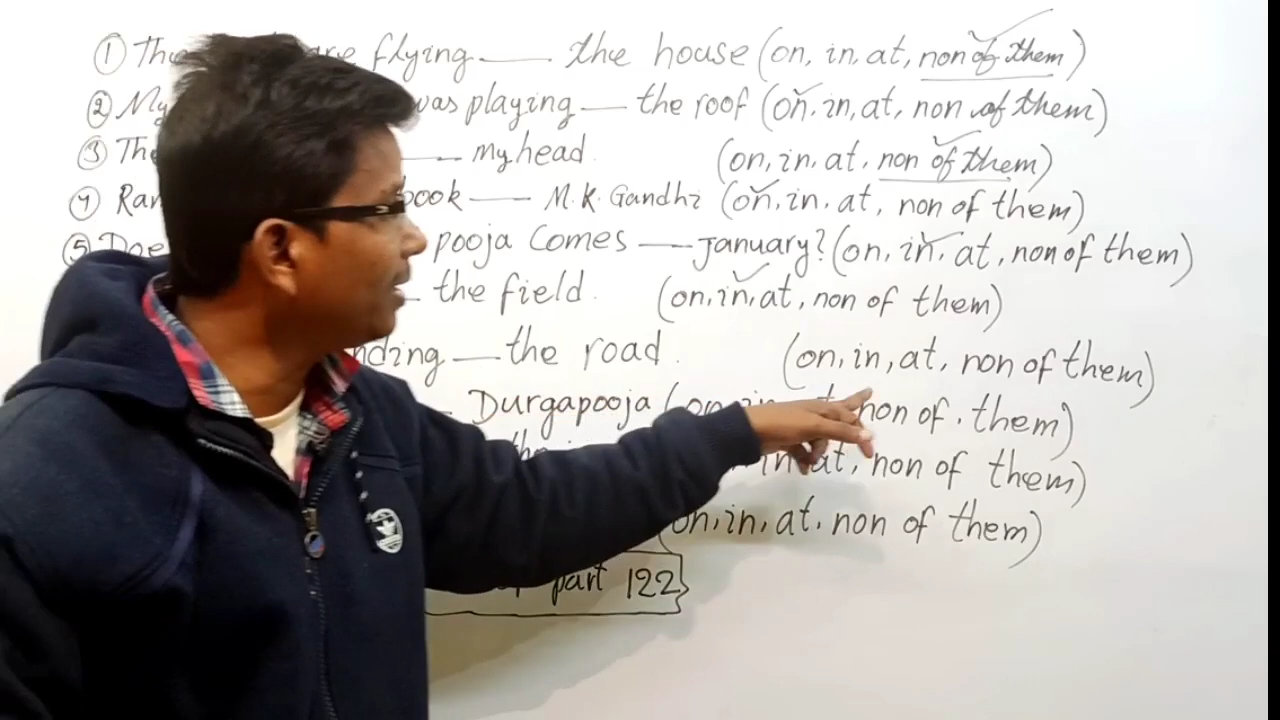 ① The are flying — the house (on, in, at, non of them)
② My was playing — the roof (on, in, at, non of them)
③ The — my head. (on, in, at, non of them)
④ Ram book — M.K. Gandhi (on, in, at, non of them)
⑤ Does pooja Comes — january? (on, in, at, non of them)
the field. (on, in, at, non of them)
nding — the road. (on, in, at, non of them)
— Durgapooja (on, in, at, non of them)
in, at, non of them)
(on, in, at, non of them)
part 122